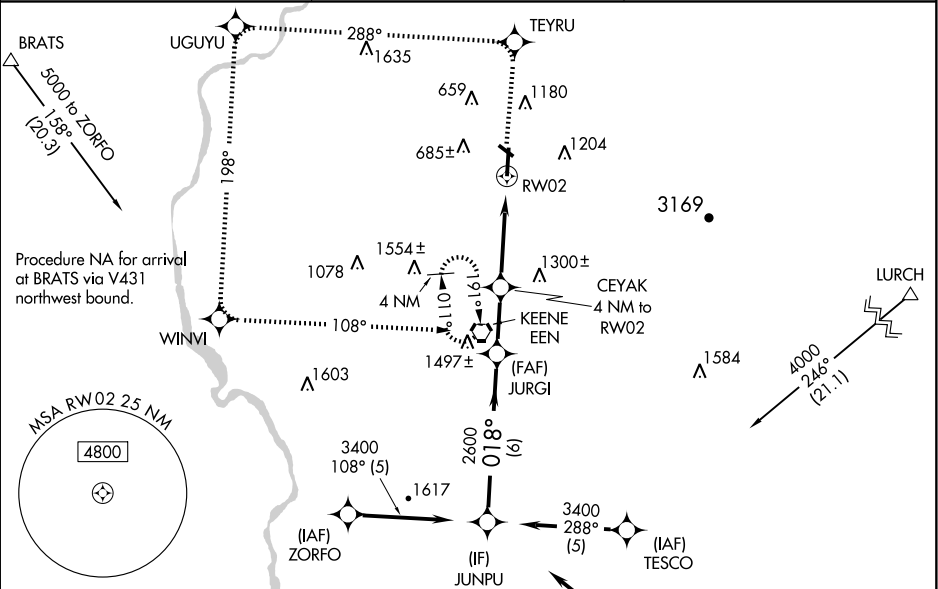 BRATS
5000 to ZORFO
158°
(20.3)
UGUYU
288°
1635
TEYRU
659
1180
685±
1204
RW02
198°
3169
Procedure NA for arrival
at BRATS via V431
northwest bound.
1078
1554±
4 NM
011°
191°
1300±
CEYAK
4 NM to
RW02
LURCH
WINVI
108°
KEENE
EEN
1497±
(FAF)
JURGI
1603
1584
4000
246°
(21.1)
MSA RW02 25 NM
4800
2600
018°
(6)
3400
108° (5)
1617
3400
288°
(5)
(IAF)
ZORFO
(IF)
JUNPU
(IAF)
TESCO